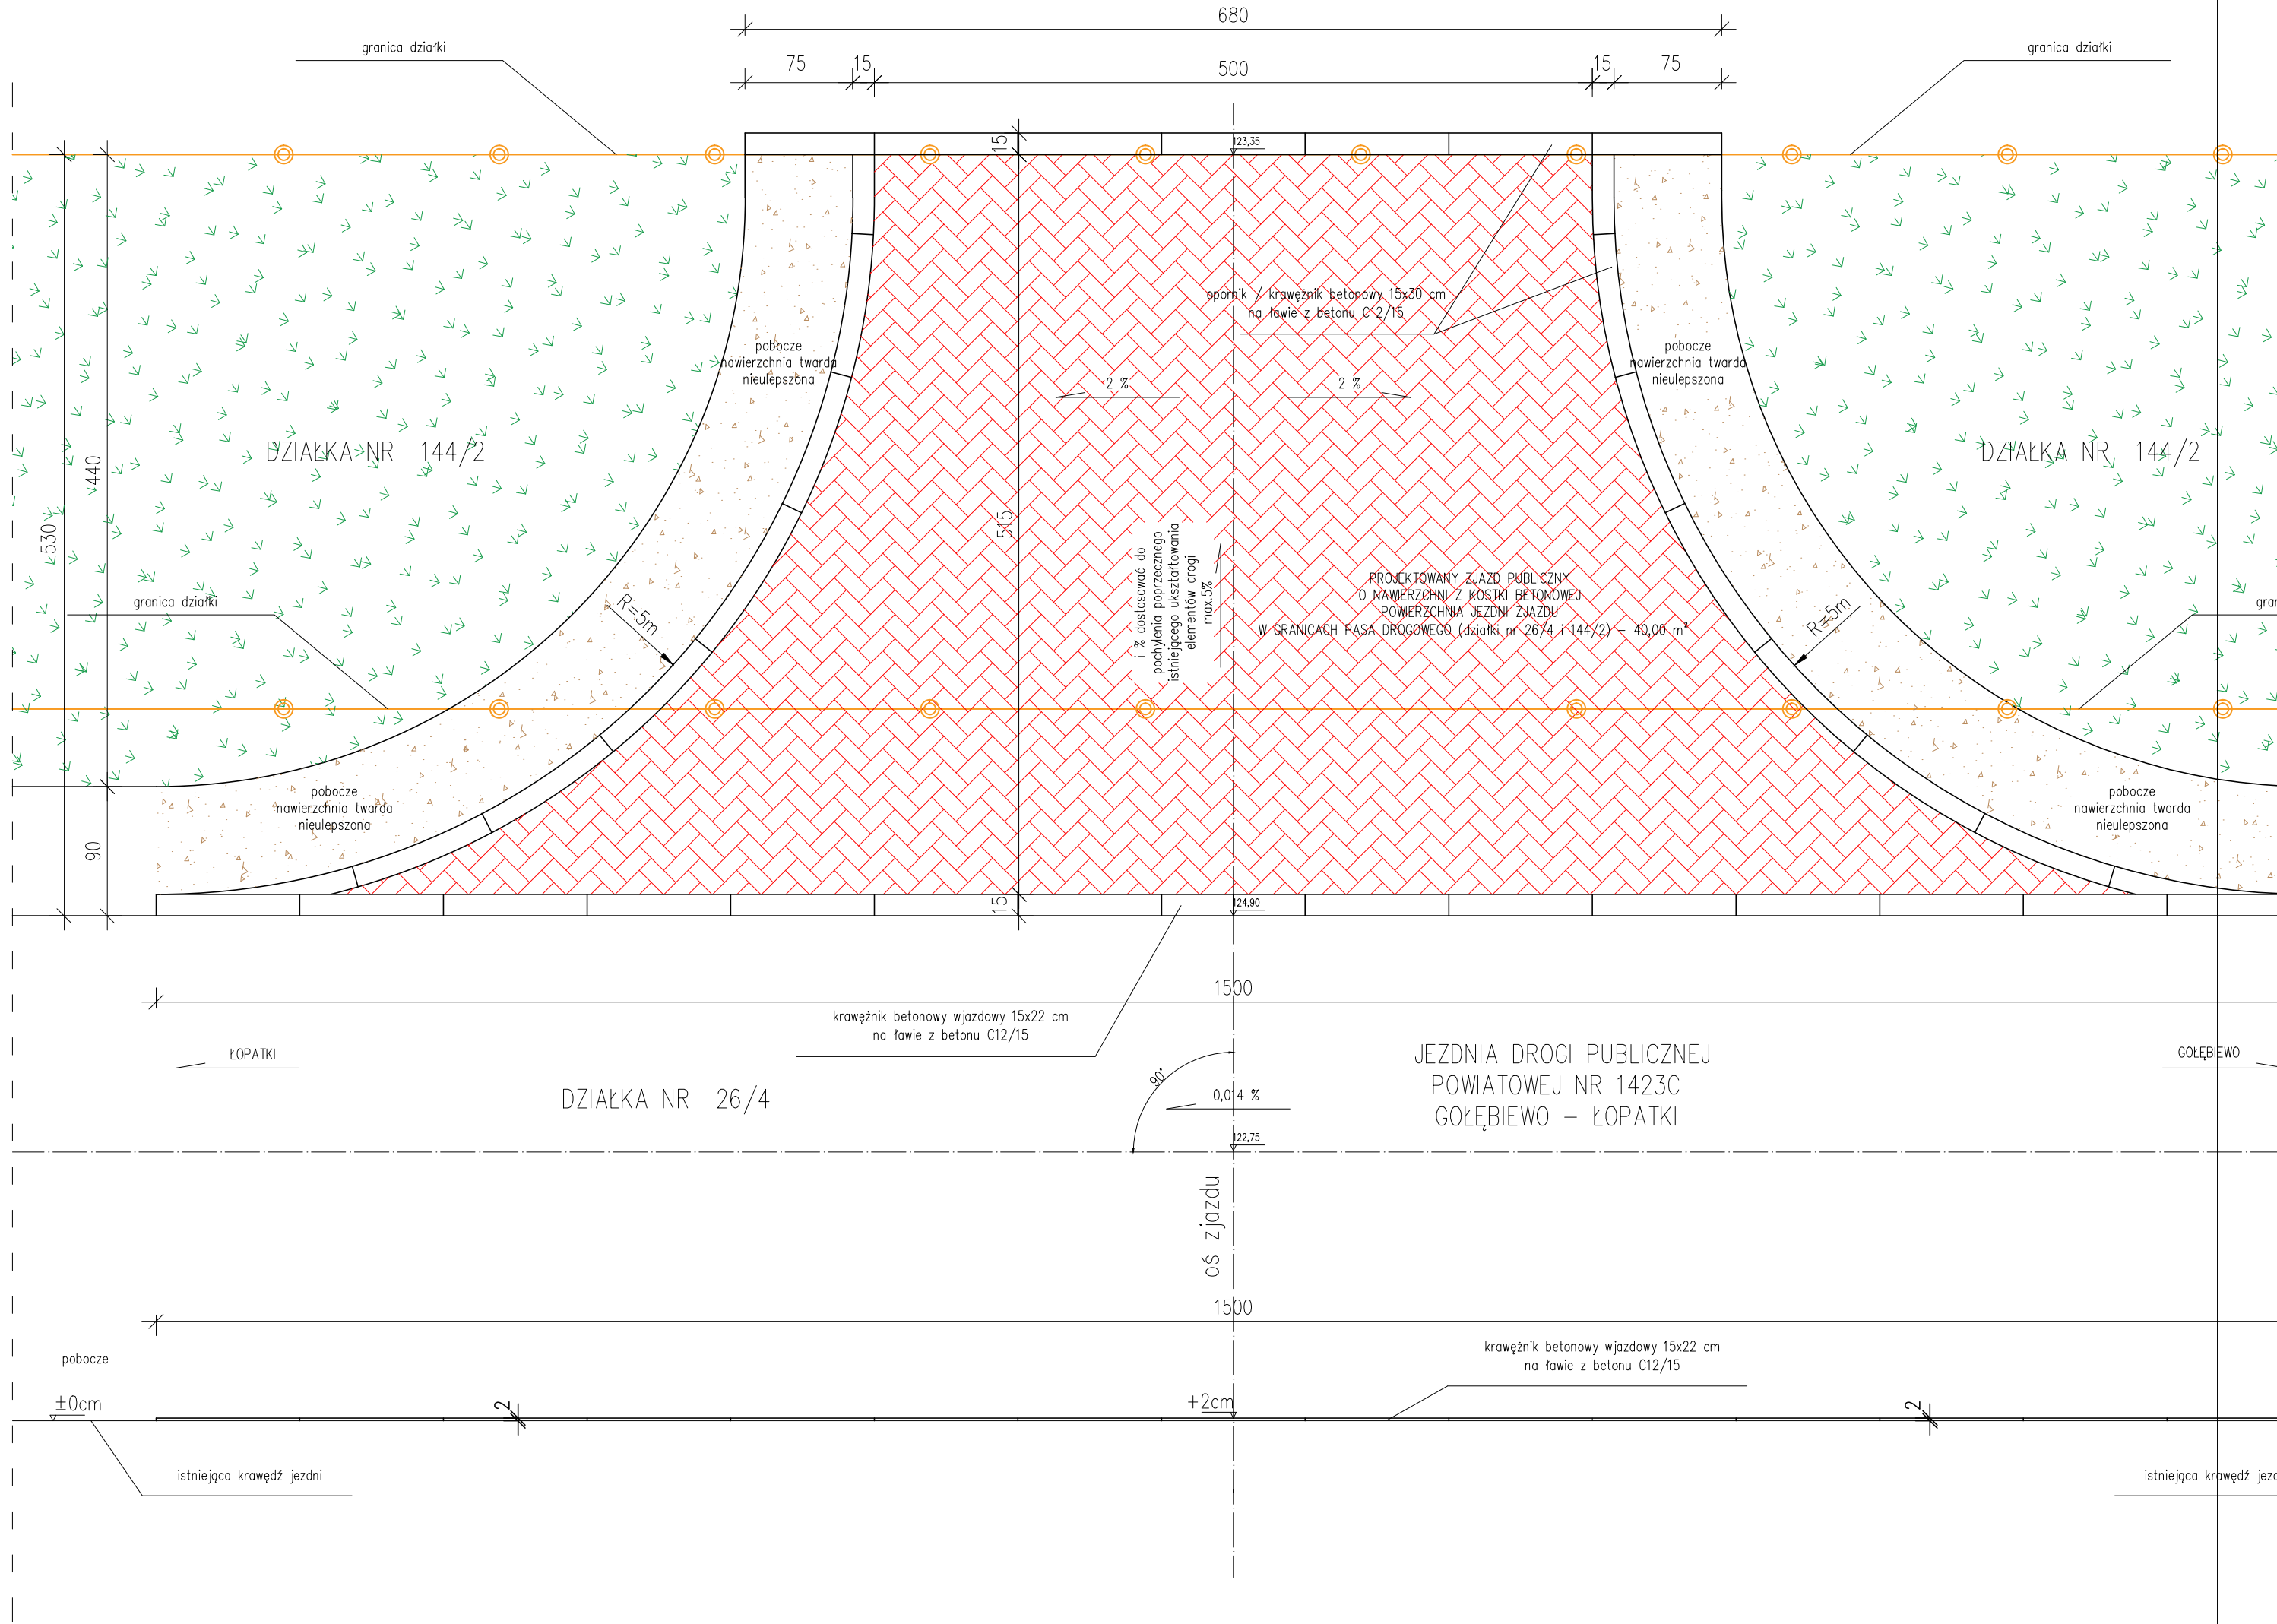 680
granica działki
granica działki
75
15
500
15
75
15
123,35
opornik / krawężnik betonowy 15x30 cm
na ławie z betonu C12/15
pobocze
nawierzchnia twarda
nieulepszona
pobocze
nawierzchnia twarda
nieulepszona
2 %
2 %
DZIAŁKA NR 144/2
DZIAŁKA NR 144/2
440
530
515
i % dostosować do
pochylenia poprzecznego
istniejącego ukształtowania
elementów drogi
max.5%
PROJEKTOWANY ZJAZD PUBLICZNY
O NAWIERZCHNI Z KOSTKI BETONOWEJ
POWIERZCHNIA JEZDNI ZJAZDU
W GRANICACH PASA DROGOWEGO (działki nr 26/4 i 144/2) – 40,00 m²
granica działki
gran
R=5m
R=5m
pobocze
nawierzchnia twarda
nieulepszona
pobocze
nawierzchnia twarda
nieulepszona
90
15
124,90
1500
krawężnik betonowy wjazdowy 15x22 cm
na ławie z betonu C12/15
ŁOPATKI
GOŁĘBIEWO
JEZDNIA DROGI PUBLICZNEJ
POWIATOWEJ NR 1423C
GOŁĘBIEWO – ŁOPATKI
DZIAŁKA NR 26/4
90°
0,014 %
122,75
oś zjazdu
1500
pobocze
krawężnik betonowy wjazdowy 15x22 cm
na ławie z betonu C12/15
±0cm
2
+2cm
2
istniejąca krawędź jezdni
istniejąca krawędź jezd